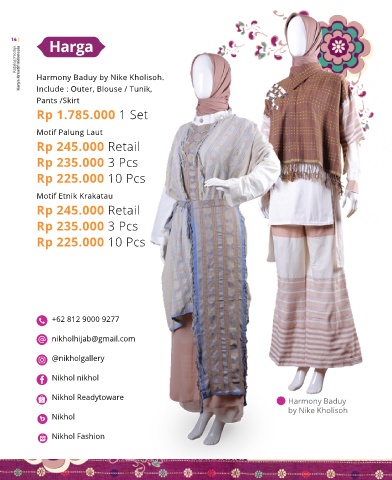 14
Harga
Harmony Baduy by Nike Kholisoh.
Include : Outer, Blouse / Tunik,
Pants /Skirt
Rp 1.785.000 1 Set
Motif Palung Laut
Rp 245.000 Retail
Rp 235.000 3 Pcs
Rp 225.000 10 Pcs
Motif Etnik Krakatau
Rp 245.000 Retail
Rp 235.000 3 Pcs
Rp 225.000 10 Pcs
+62 812 9000 9277
nikholhijab@gmail.com
@nikholgallery
Nikhol nikhol
Nikhol Readytoware
Nikhol
Nikhol Fashion
Harmony Baduy
by Nike Kholisoh